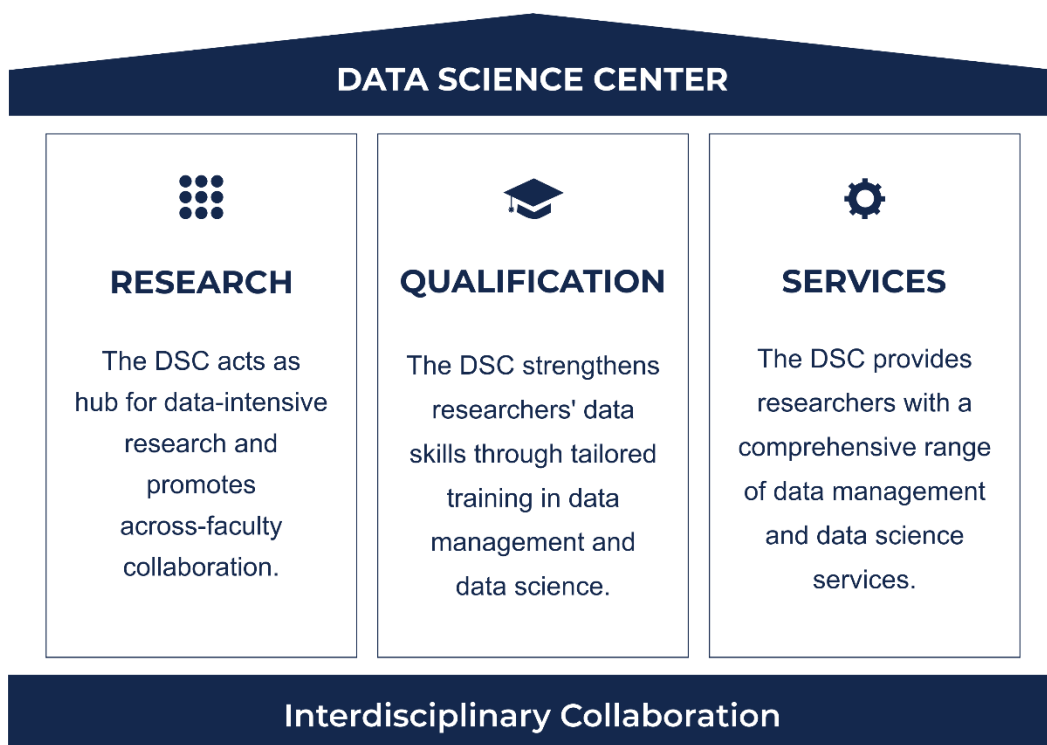 DATA SCIENCE CENTER
RESEARCH
The DSC acts as
hub for data-intensive
research and
promotes
across-faculty
collaboration.
QUALIFICATION
The DSC strengthens
researchers' data
skills through tailored
training in data
management and
data science.
SERVICES
The DSC provides
researchers with a
comprehensive range
of data management
and data science
services.
Interdisciplinary Collaboration